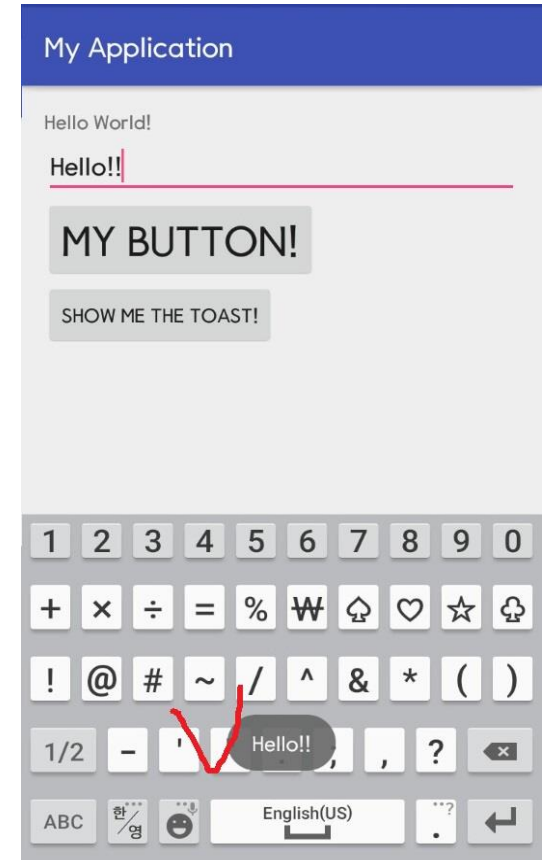 My Application
Hello World!
Hello!!
MY BUTTON!
SHOW ME THE TOAST!
1 2 3 4 5 6 7 8 9 0
+ × ÷ = % ₩ ♤ ♡ ☆ ♧
! @ # ~ / ^ & * ( )
1/2 - ' Hello!! ; , ?
ABC 한/영 English(US) . ...?